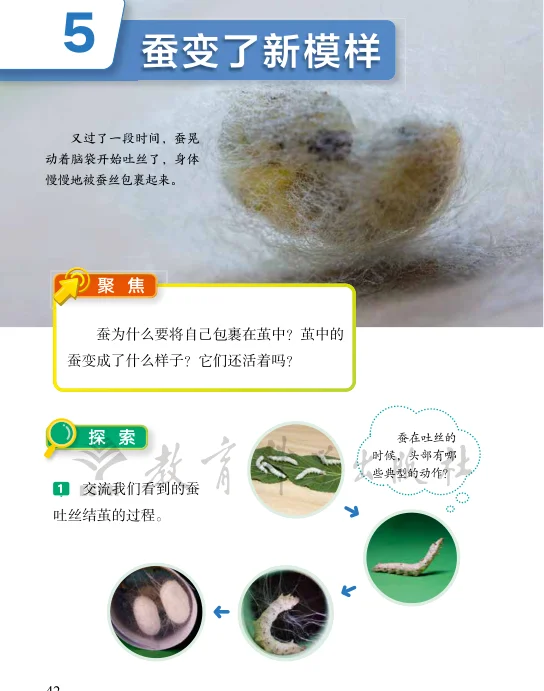 5
蚕变了新模样
又过了一段时间，蚕晃
动着脑袋开始吐丝了，身体
慢慢地被蚕丝包裹起来。
聚焦
蚕为什么要将自己包裹在茧中？茧中的
蚕变成了什么样子？它们还活着吗？
探索
蚕在吐丝的
时候，头部有哪
些典型的动作？
1 交流我们看到的蚕
吐丝结茧的过程。